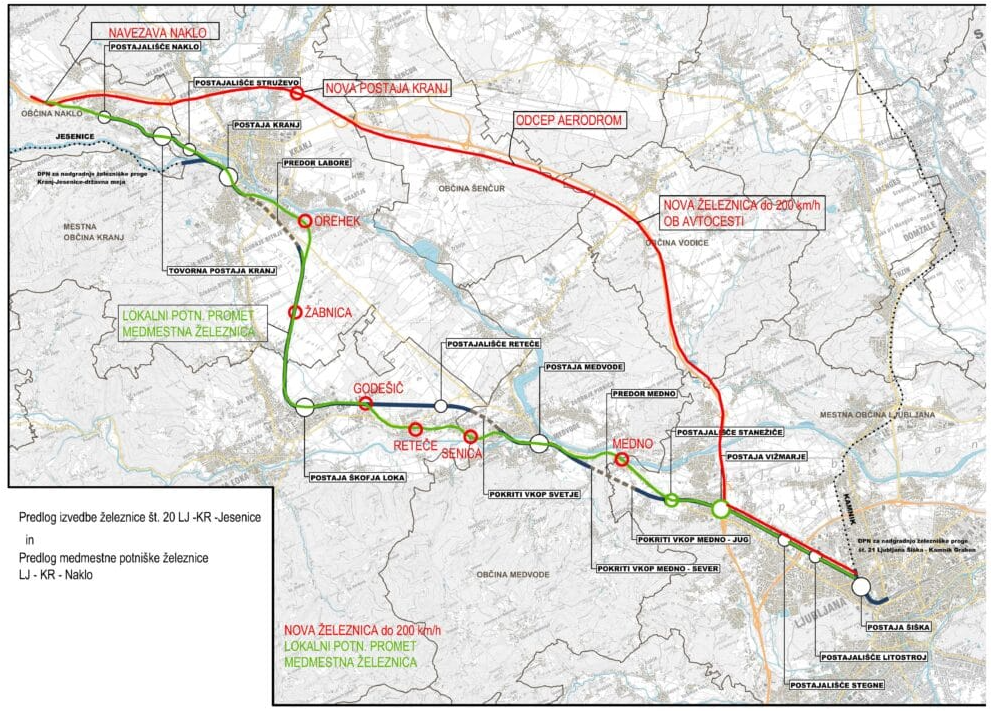 NAVEZAVA NAKLO
POSTAJALIŠČE NAKLO
POSTAJALIŠČE STRUŽEVO
NOVA POSTAJA KRANJ
OBČINA NAKLO
ODCEP AERODROM
POSTAJA KRANJ
JESENICE
KRANJ
PREDOR LABORE
DPN za nadgradnjo železniške proge
Kranj-Jesenice-državna meja
OBČINA ŠENČUR
NOVA ŽELEZNICA do 200 km/h
OB AVTOCESTI
OREHEK
MESTNA
OBČINA KRANJ
OBČINA VODICE
DOMŽALE
TOVORNA POSTAJA KRANJ
LOKALNI POTN. PROMET
MEDMESTNA ŽELEZNICA
ŽABNICA
POSTAJALIŠČE RETEČE
POSTAJA MEDVODE
GODEŠIČ
PREDOR MEDNO
MESTNA OBČINA LJUBLJANA
RETEČE
SENICA
MEDNO
POSTAJALIŠČE STANEŽIČE
POSTAJA VIŽMARJE
POSTAJA ŠKOFJA LOKA
POKRITI VKOP SVETJE
KAMNIK
Predlog izvedbe železnice št. 20 LJ -KR -Jesenice
in
Predlog medmestne potniške železnice
LJ - KR - Naklo
POKRITI VKOP MEDNO - JUG
DPN za nadgradnjo železniške proge
št. 21 Ljubljana Šiška - Kamnik Graben
POKRITI VKOP MEDNO - SEVER
OBČINA MEDVODE
LJUBLJANA
POSTAJA ŠIŠKA
NOVA ŽELEZNICA do 200 km/h
LOKALNI POTN. PROMET
MEDMESTNA ŽELEZNICA
POSTAJALIŠČE LITOSTROJ
POSTAJALIŠČE STEGNE